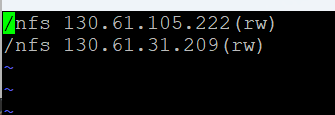 /nfs 130.61.105.222(rw)
/nfs 130.61.31.209(rw)
~
~
~